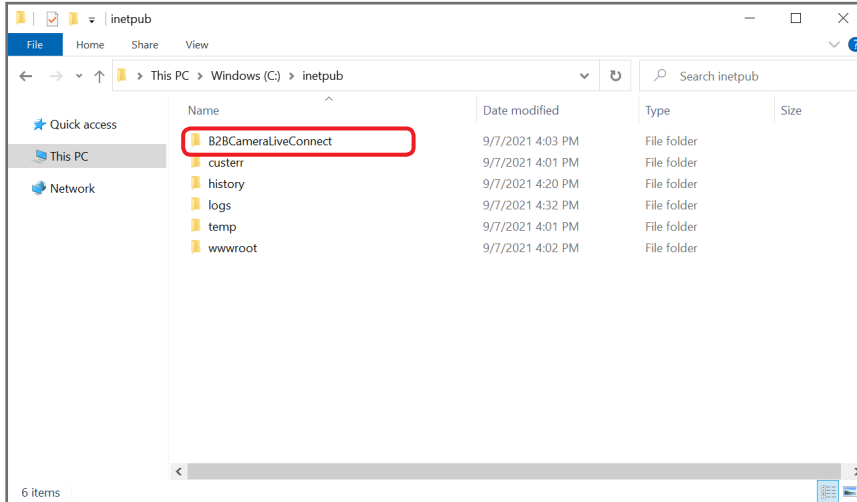 inetpub
File Home Share View
This PC > Windows (C:) > inetpub Search inetpub
Name Date modified Type Size
Quick access
This PC
Network
B2BCameraLiveConnect 9/7/2021 4:03 PM File folder
custerr 9/7/2021 4:01 PM File folder
history 9/7/2021 4:20 PM File folder
logs 9/7/2021 4:32 PM File folder
temp 9/7/2021 4:01 PM File folder
wwwroot 9/7/2021 4:02 PM File folder
6 items